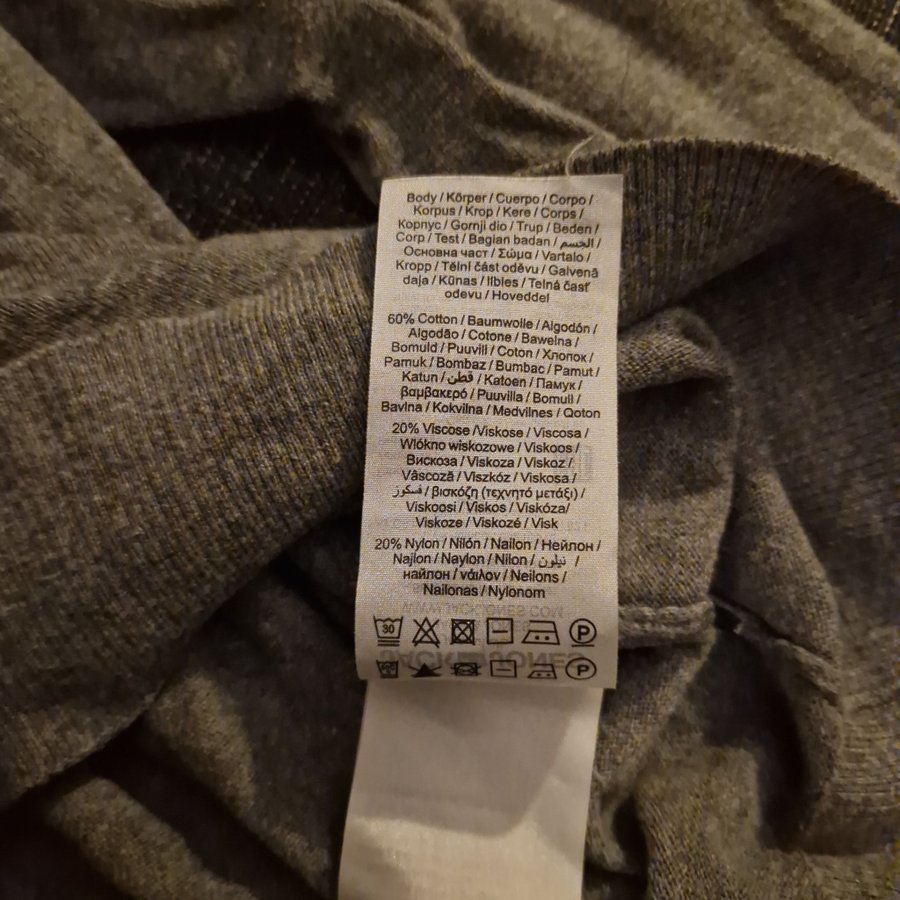 Body / Körper / Cuerpo / Corpo /
Korpus / Krop / Kere / Corps /
Корпус / Gornji dio / Trup / Beden /
Corp / Test / Bagian badan / الجسم /
Основна част / Σώμα / Vartalo /
Kropp / Tělní část oděvu / Galvenā
daļa / Kūnas / Ilbies / Telná časť
odevu / Hoveddel
60% Cotton / Baumwolle / Algodón /
Algodão / Cotone / Bawełna /
Bomuld / Puuvill / Coton / Хлопок /
Pamuk / Bombaz / Bumbac / Pamut /
Katun / قطن / Katoen / Памук /
βαμβακερό / Puuvilla / Bomull /
Bavlna / Kokvilna / Medvilnes / Qoton
20% Viscose /Viskose / Viscosa /
Włókno wiskozowe / Viskoos /
Вискоза / Viskoza / Viskoz /
Vâscoză / Viszkóz / Viskosa /
فسكوز / βισκόζη (τεχνητό μετάξι) /
Viskoosi / Viskos / Viskóza/
Viskoze / Viskozé / Visk
20% Nylon / Nilón / Nailon / Нейлон /
Najlon / Naylon / Nilon / نيلون /
найлон / νάιλον / Neilons /
Nailonas / Nylonom
30 P
P